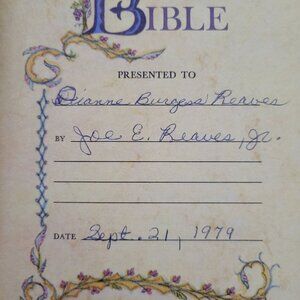 BIBLE
PRESENTED TO
Dianne Burgess Reaves
BY Joe E. Reaves, Jr.
DATE Sept. 21, 1979